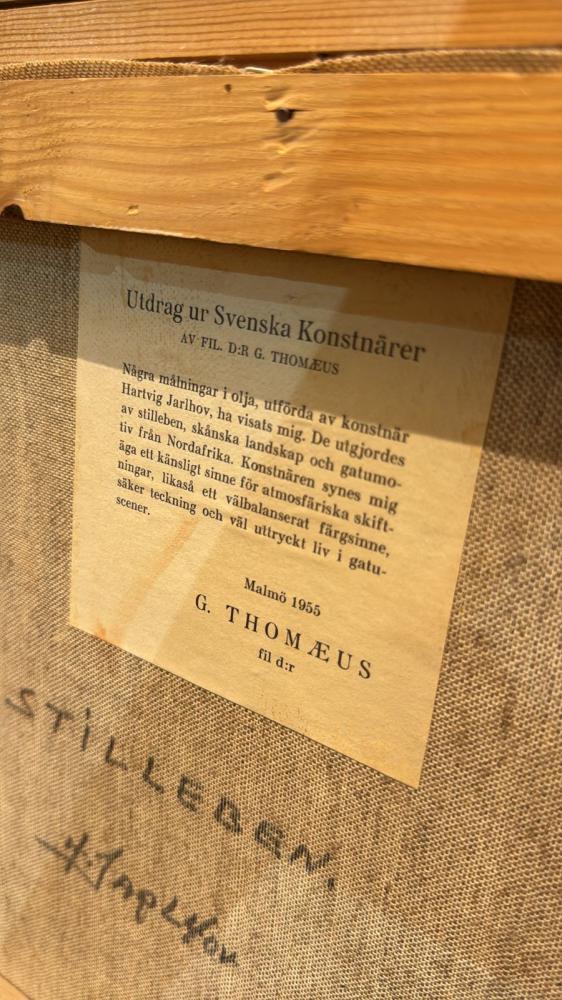 Utdrag ur Svenska Konstnärer
AV FIL. D:R G. THOMÆUS
Några målningar i olja, utförda av konstnär
Hartvig Jarlhov, ha visats mig. De utgjordes
av stilleben, skånska landskap och gatumo-
tiv från Nordafrika. Konstnären synes mig
äga ett känsligt sinne för atmosfäriska skift-
ningar, likaså ett välbalanserat färgsinne,
säker teckning och väl uttryckt liv i gatu-
scener.
Malmö 1955
G. THOMÆUS
fil d:r
STiLLEBEN.
H. Jarlhov